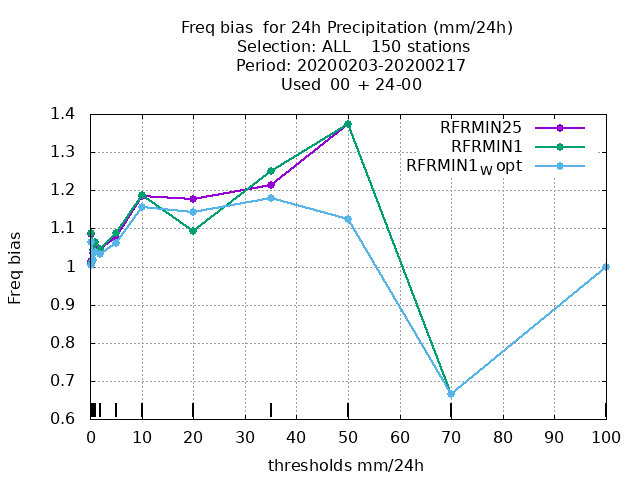 Freq bias  for 24h Precipitation (mm/24h)
Selection: ALL    150 stations
Period: 20200203-20200217
Used  00 + 24-00
RFRMIN25
RFRMIN1
RFRMIN1w opt
1.4
1.3
1.2
1.1
1
0.9
0.8
0.7
0.6
Freq bias
0 10 20 30 40 50 60 70 80 90 100
thresholds mm/24h